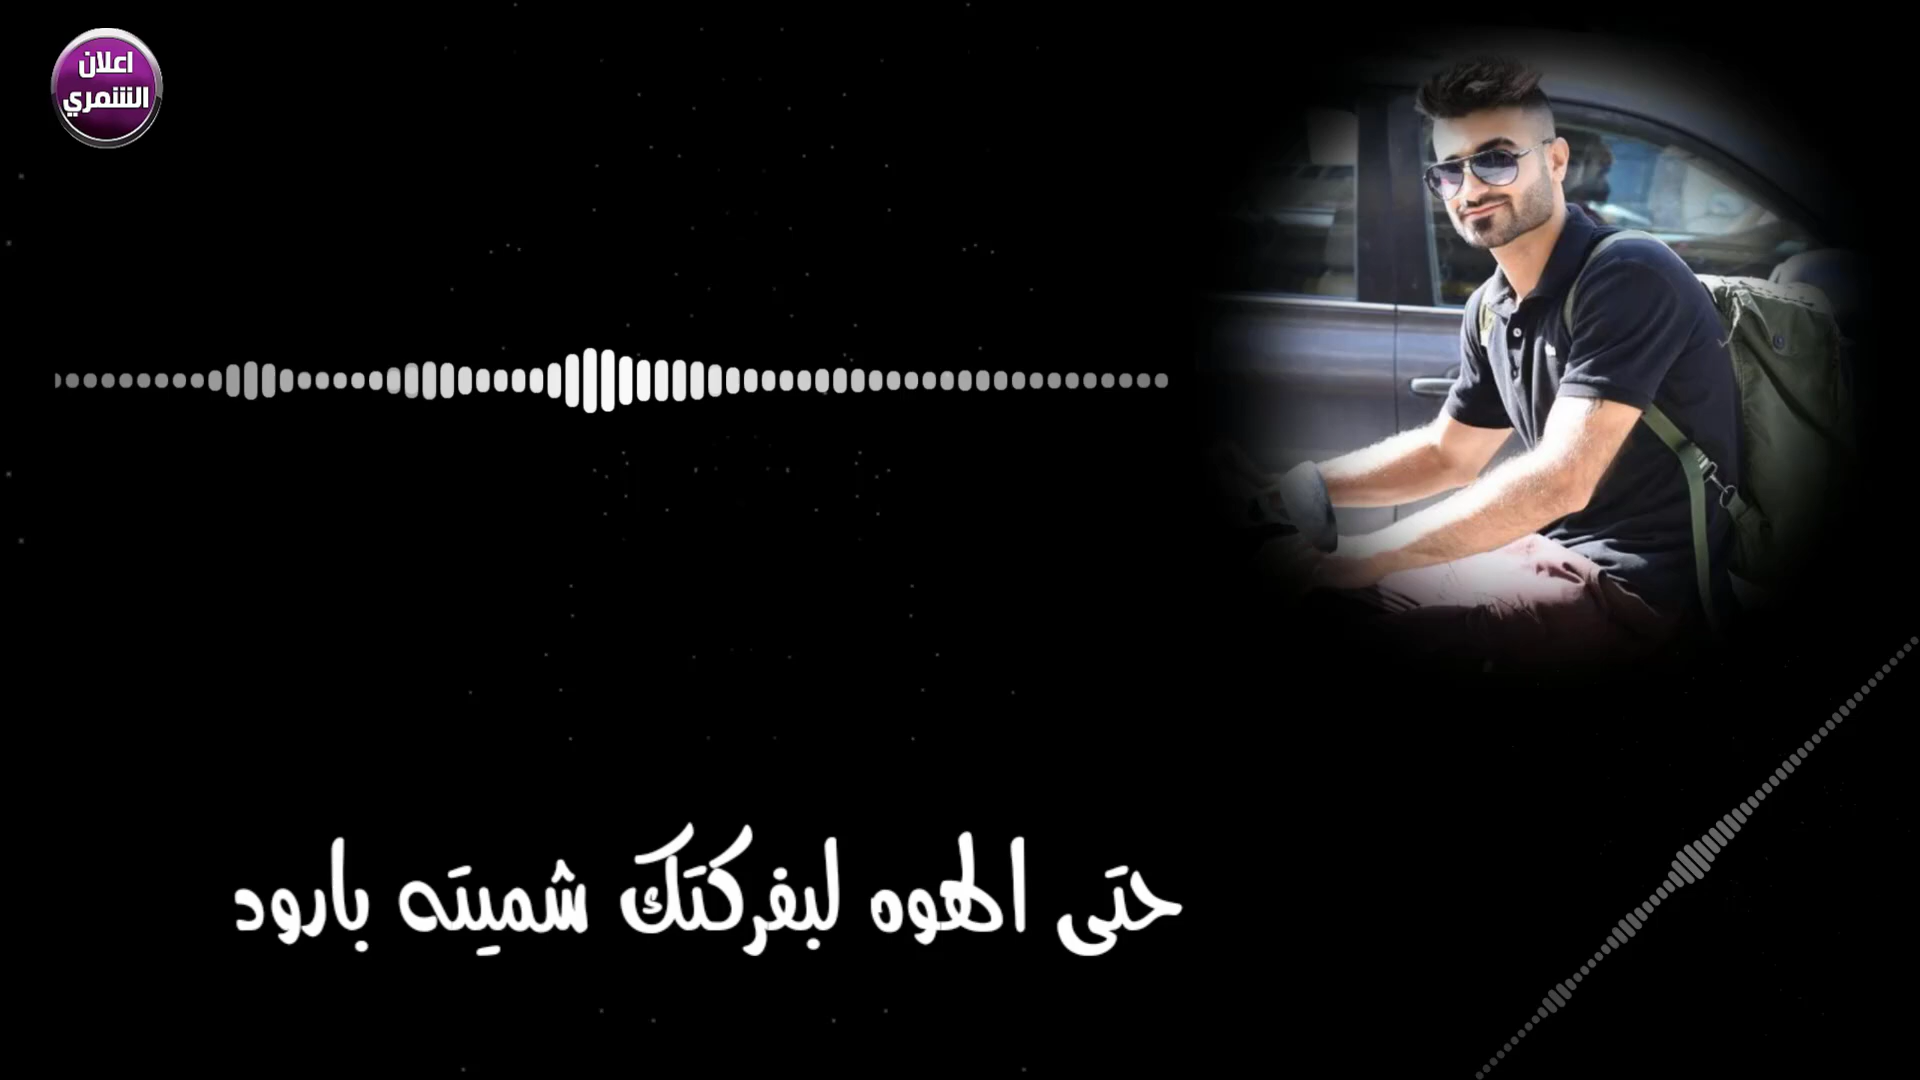 اعلان
الشمري
حتى الهوه لبفركتك شميته بارود